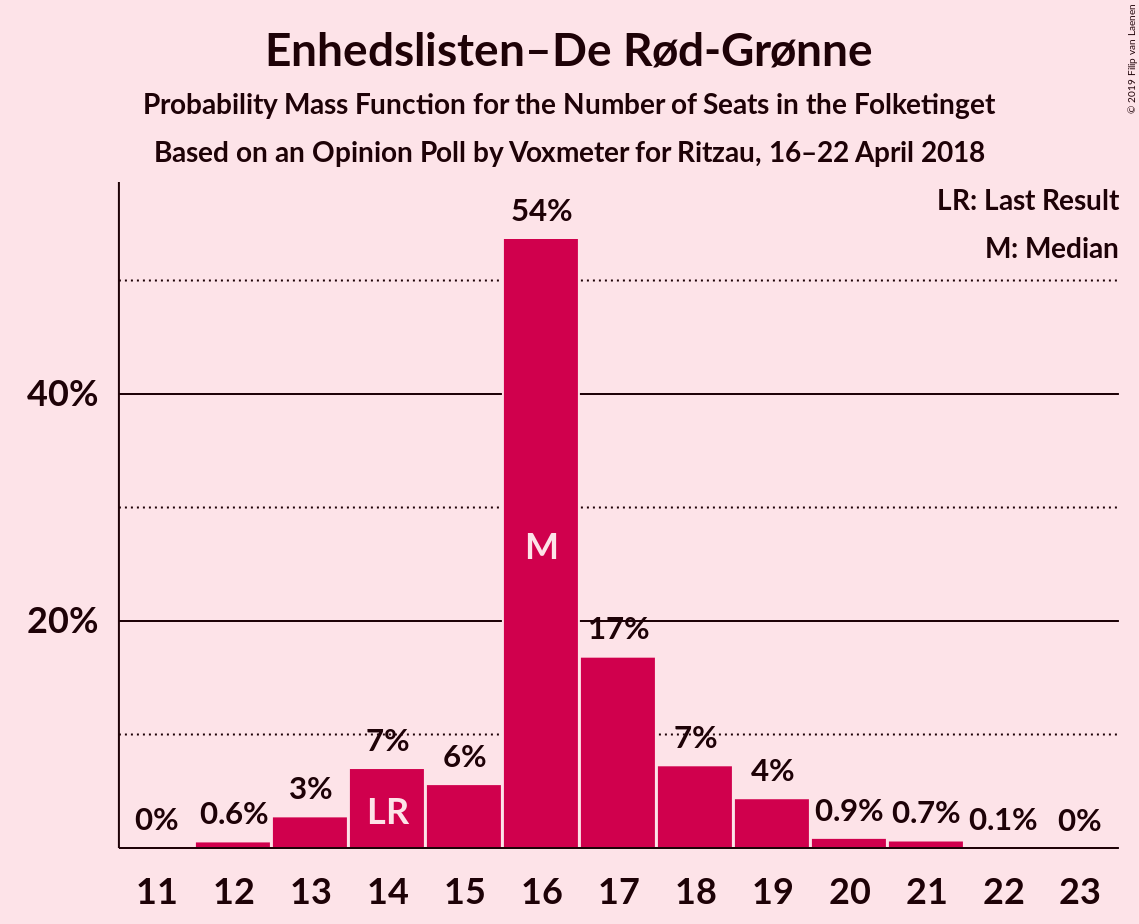 Enhedslisten–De Rød-Grønne
Probability Mass Function for the Number of Seats in the Folketinget
Based on an Opinion Poll by Voxmeter for Ritzau, 16–22 April 2018
© 2019 Filip van Laenen
LR: Last Result
M: Median
40%
20%
0%
0.6%
3%
7%
6%
54%
17%
7%
4%
0.9%
0.7%
0.1%
0%
LR
M
11 12 13 14 15 16 17 18 19 20 21 22 23